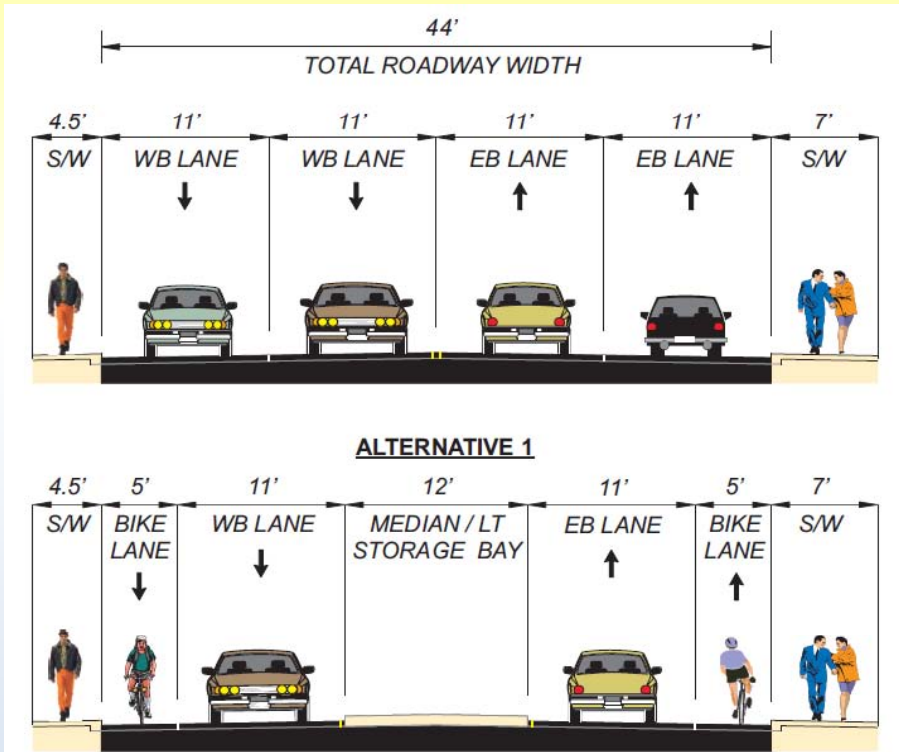 44’
TOTAL ROADWAY WIDTH
4.5’ 11’ 11’ 11’ 11’ 7’
S/W WB LANE WB LANE EB LANE EB LANE S/W
ALTERNATIVE 1
4.5’ 5’ 11’ 12’ 11’ 5’ 7’
S/W BIKE WB LANE MEDIAN / LT EB LANE BIKE S/W
LANE STORAGE BAY LANE